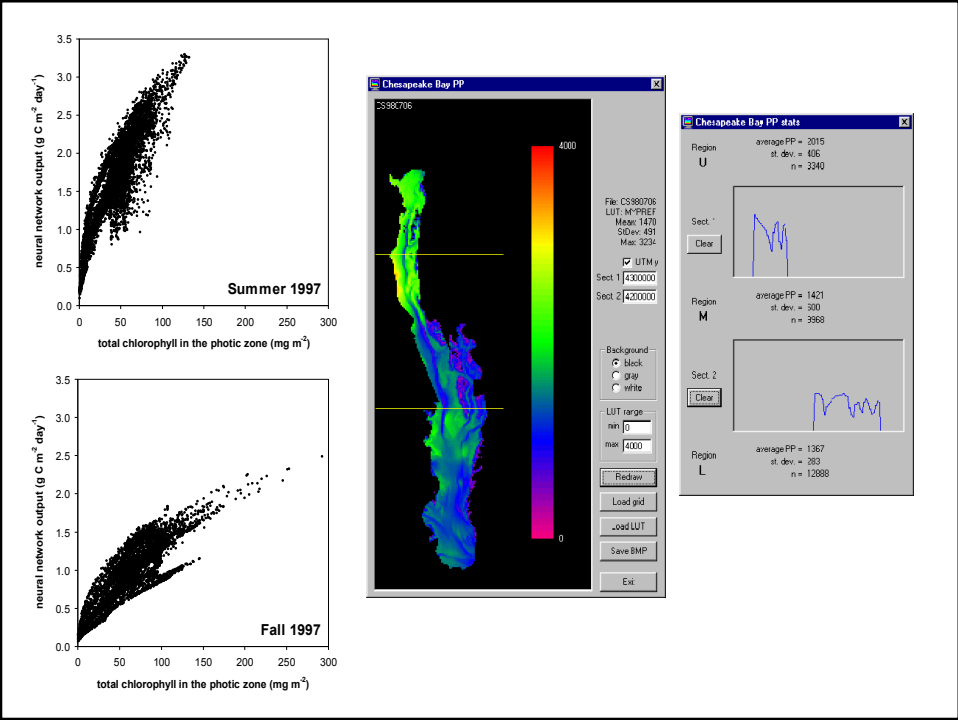 3.5
3.0
2.5
2.0
1.5
1.0
0.5
0.0
neural network output (g C m-2 day-1)
Summer 1997
0 50 100 150 200 250 300
total chlorophyll in the photic zone (mg m-2)
3.5
3.0
2.5
2.0
1.5
1.0
0.5
0.0
neural network output (g C m-2 day-1)
Fall 1997
0 50 100 150 200 250 300
total chlorophyll in the photic zone (mg m-2)
Chesapeake Bay PP
CS980706
4000
0
File: CS980706
LUT: MYPREF
Mean: 1470
StDev: 491
Max: 3234
UTM y
Sect 1 4300000
Sect 2 4200000
Background
black
gray
white
LUT range
min 0
max 4000
Redraw
Load grid
Load LUT
Save BMP
Exit
Chesapeake Bay PP stats
Region
U
average PP = 2015
st. dev. = 406
n = 3340
Sect. 1
Clear
Region
M
average PP = 1421
st. dev. = 600
n = 9968
Sect. 2
Clear
Region
L
average PP = 1367
st. dev. = 283
n = 12888